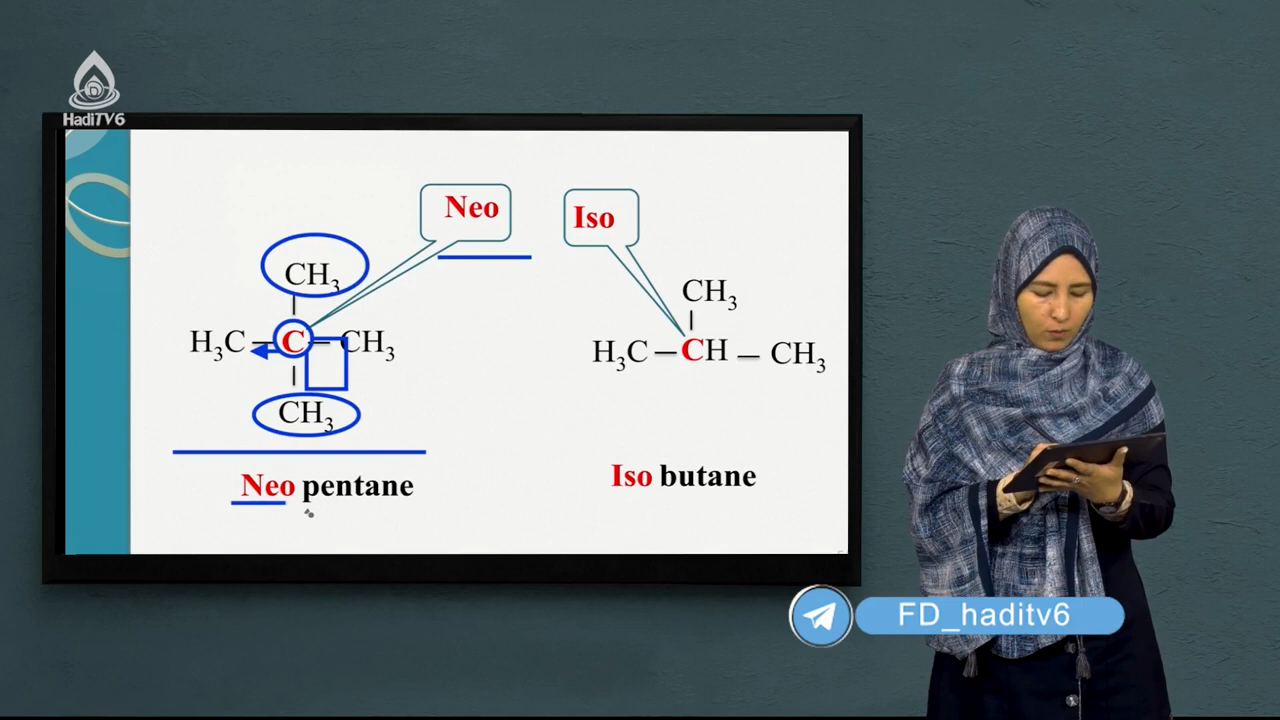 HadiTV6
Neo
Iso
CH3
H3C – C – CH3
CH3
Neo pentane
CH3
H3C – CH – CH3
Iso butane
FD_haditv6